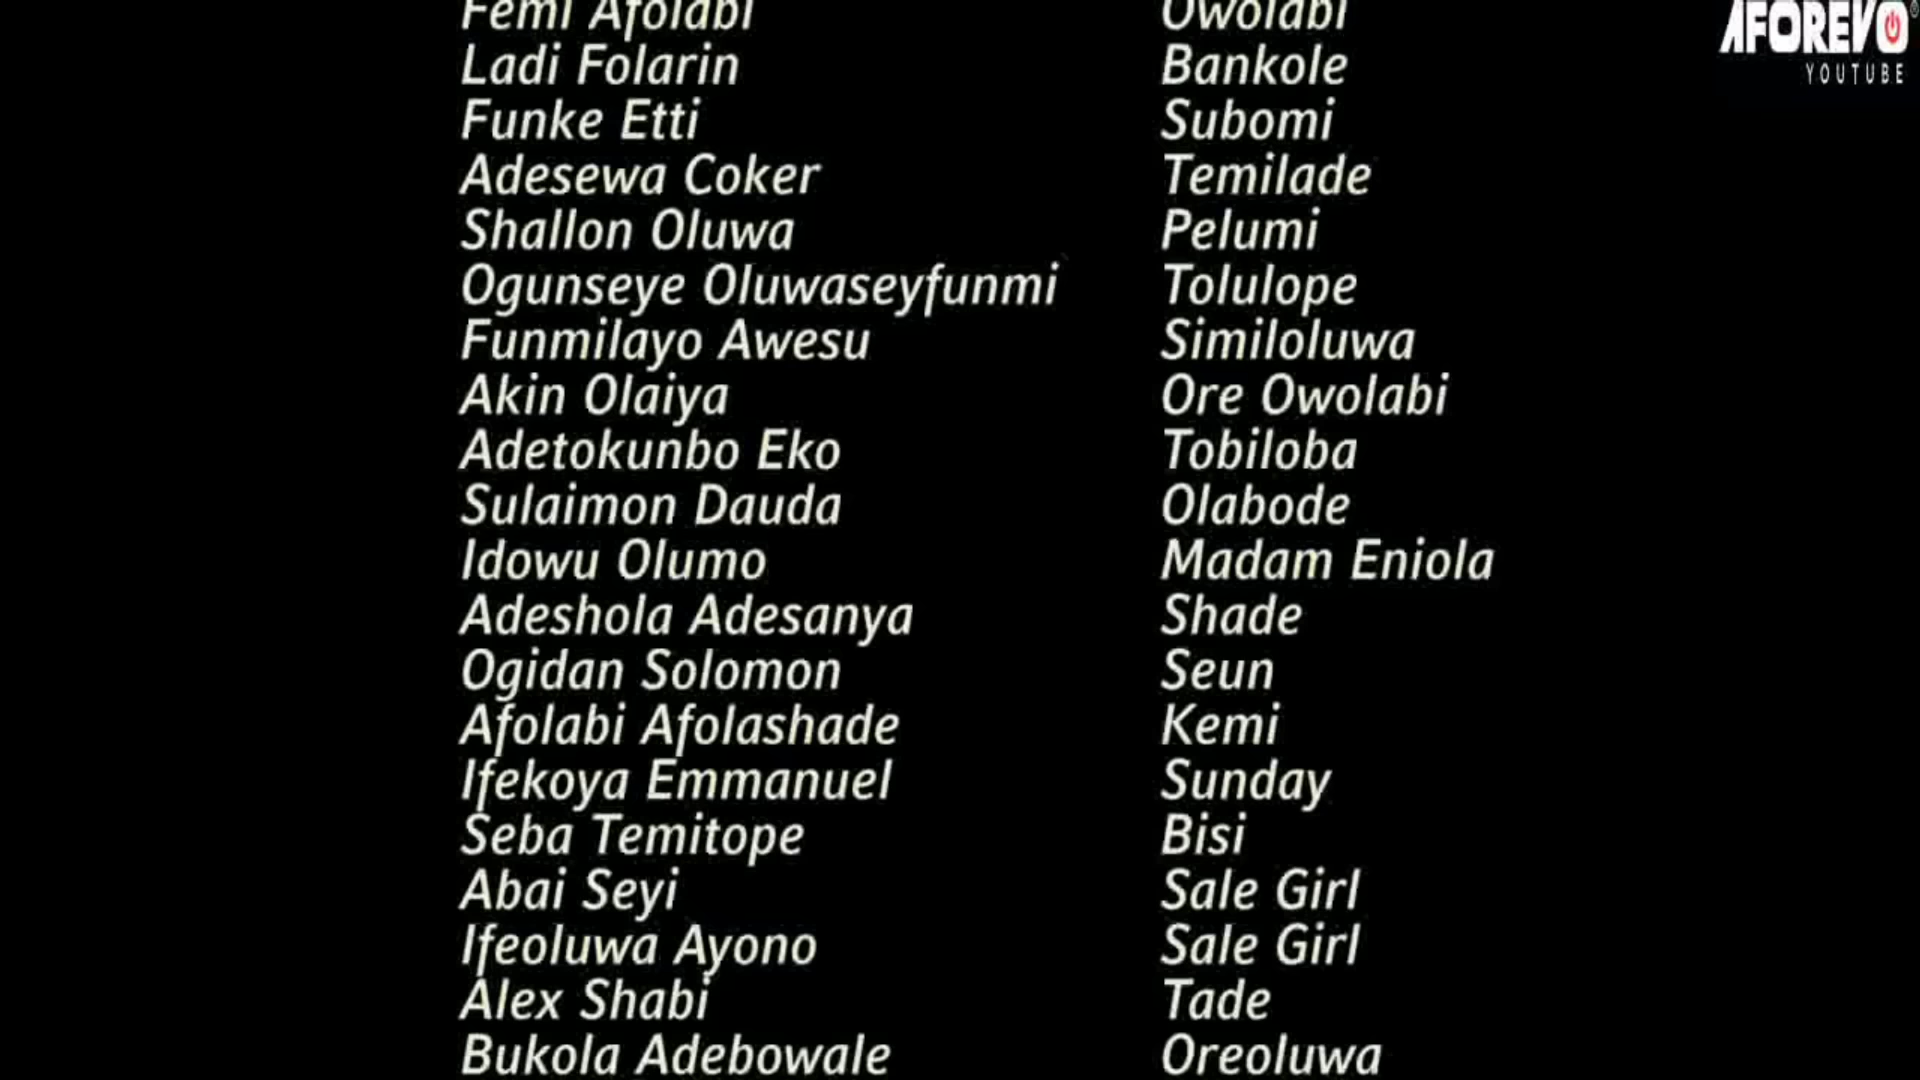 Femi Afolabi Owolabi
Ladi Folarin Bankole
Funke Etti Subomi
Adesewa Coker Temilade
Shallon Oluwa Pelumi
Ogunseye Oluwaseyfunmi Tolulope
Funmilayo Awesu Similoluwa
Akin Olaiya Ore Owolabi
Adetokunbo Eko Tobiloba
Sulaimon Dauda Olabode
Idowu Olumo Madam Eniola
Adeshola Adesanya Shade
Ogidan Solomon Seun
Afolabi Afolashade Kemi
Ifekoya Emmanuel Sunday
Seba Temitope Bisi
Abai Seyi Sale Girl
Ifeoluwa Ayono Sale Girl
Alex Shabi Tade
Bukola Adebowale Oreoluwa
AFOREVO®
YOUTUBE